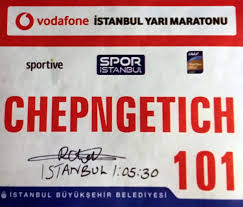 vodafone İSTANBUL YARI MARATONU
sportive SPOR İSTANBUL
CHEPNGETICH
İSTANBUL 1:05:30
101
İSTANBUL BÜYÜKŞEHİR BELEDİYESİ